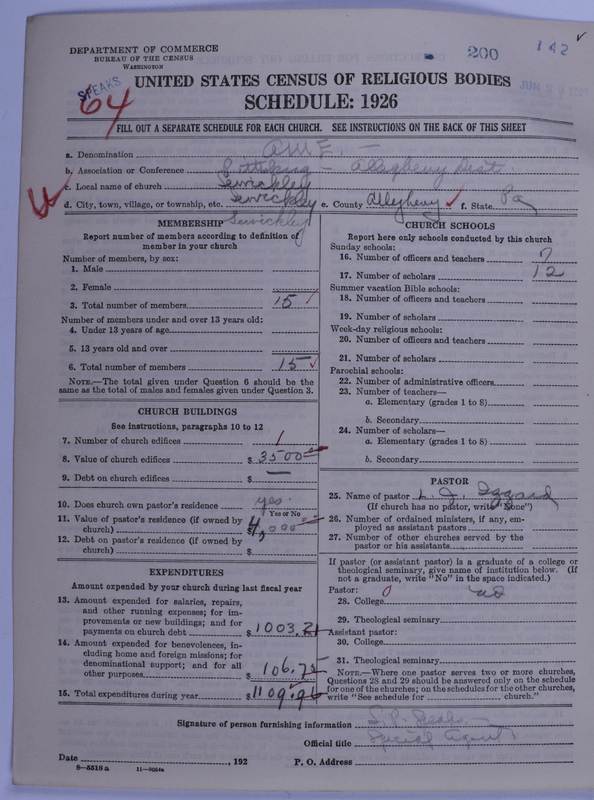 DEPARTMENT OF COMMERCE
BUREAU OF THE CENSUS
WASHINGTON
200
142
SPEAKS
64
UNITED STATES CENSUS OF RELIGIOUS BODIES
SCHEDULE: 1926
FILL OUT A SEPARATE SCHEDULE FOR EACH CHURCH. SEE INSTRUCTIONS ON THE BACK OF THIS SHEET
a. Denomination AME
b. Association or Conference Pittsburg - Allegheny Dist
c. Local name of church Sewickley
d. City, town, village, or township, etc. Sewickley e. County Allegheny f. State. Pa
Sewickley
MEMBERSHIP
Report number of members according to definition of member in your church
Number of members, by sex:
1. Male
2. Female
3. Total number of members 15
Number of members under and over 13 years old:
4. Under 13 years of age
5. 13 years old and over
6. Total number of members 15
NOTE.—The total given under Question 6 should be the
same as the total of males and females given under Question 3.
CHURCH BUILDINGS
See instructions, paragraphs 10 to 12
7. Number of church edifices 1
8. Value of church edifices $ 3500
9. Debt on church edifices $ —
10. Does church own pastor's residence yes.
Yes or No
11. Value of pastor's residence (if owned by
church) $ 4,000
12. Debt on pastor's residence (if owned by
church) $
EXPENDITURES
Amount expended by your church during last fiscal year
13. Amount expended for salaries, repairs,
and other running expenses; for im-
provements or new buildings; and for
payments on church debt $ 1003.21
14. Amount expended for benevolences, in-
cluding home and foreign missions; for
denominational support; and for all
other purposes $ 106.75
15. Total expenditures during year $ 1109.96
CHURCH SCHOOLS
Report here only schools conducted by this church
Sunday schools:
16. Number of officers and teachers 7
17. Number of scholars 12
Summer vacation Bible schools:
18. Number of officers and teachers
19. Number of scholars
Week-day religious schools:
20. Number of officers and teachers
21. Number of scholars
Parochial schools:
22. Number of administrative officers
23. Number of teachers—
a. Elementary (grades 1 to 8)
b. Secondary
24. Number of scholars—
a. Elementary (grades 1 to 8)
b. Secondary
PASTOR
25. Name of pastor L. J. Izzard
(If church has no pastor, write "None")
26. Number of ordained ministers, if any, em-
ployed as assistant pastors
27. Number of other churches served by the
pastor or his assistants
If pastor (or assistant pastor) is a graduate of a college or
theological seminary, give name of institution below. (If
not a graduate, write "No" in the space indicated.)
Pastor: 0
28. College no
29. Theological seminary
Assistant pastor:
30. College
31. Theological seminary
NOTE.—Where one pastor serves two or more churches,
Questions 28 and 29 should be answered only on the schedule
for one of the churches; on the schedules for the other churches,
write "See schedule for church."
Signature of person furnishing information
Official title Special Agent
Date , 192 P. O. Address
8—5518a 11—9054a